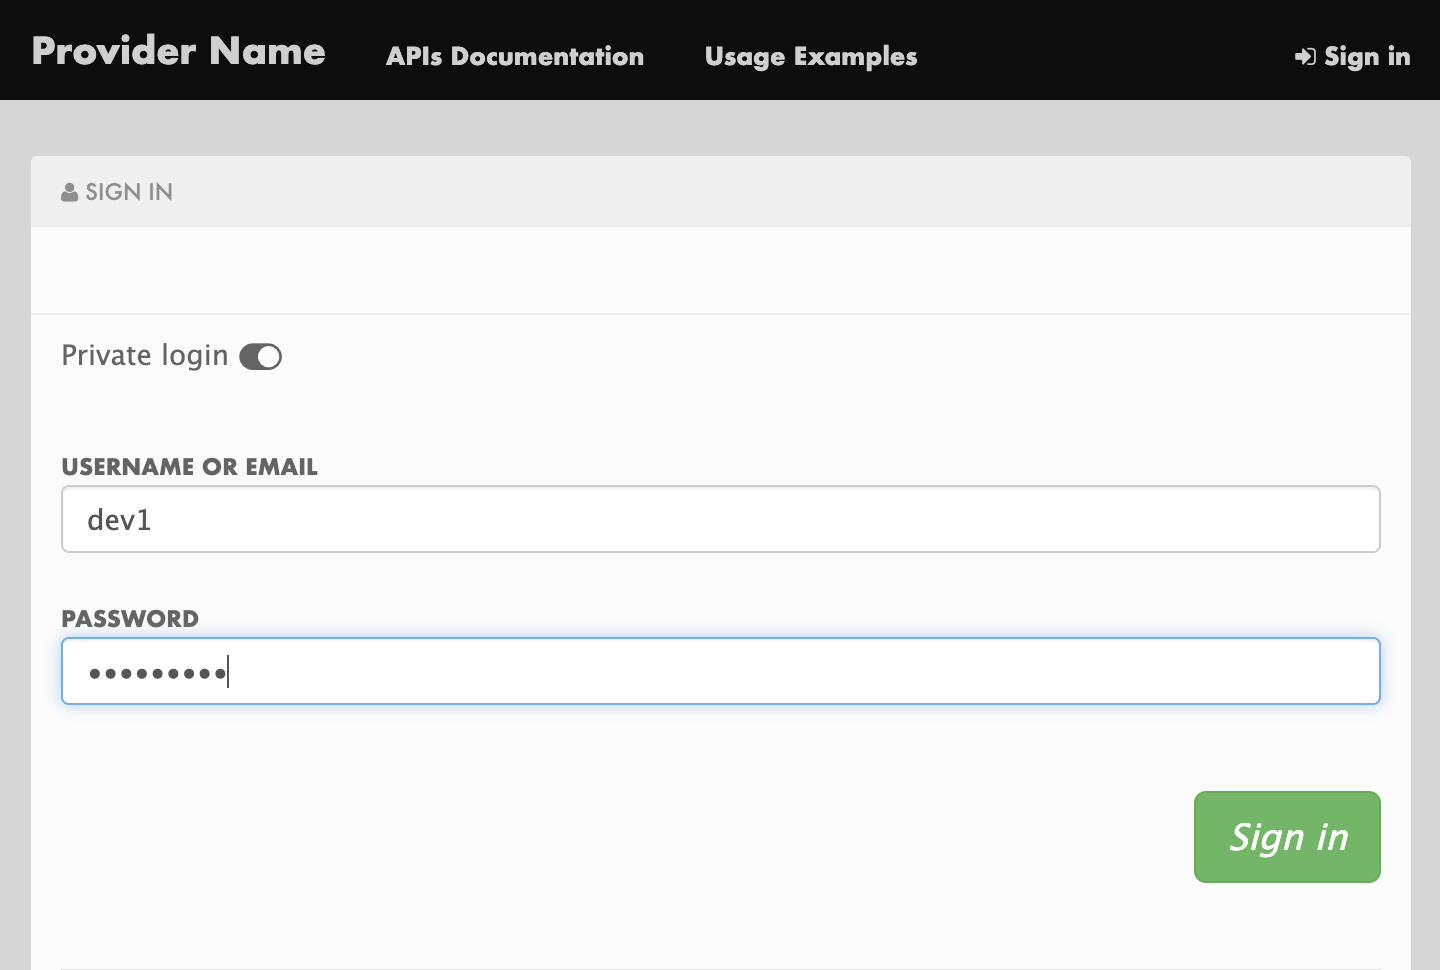 Provider Name
APIs Documentation
Usage Examples
Sign in
SIGN IN
Private login
USERNAME OR EMAIL
dev1
PASSWORD
•••••••••
Sign in